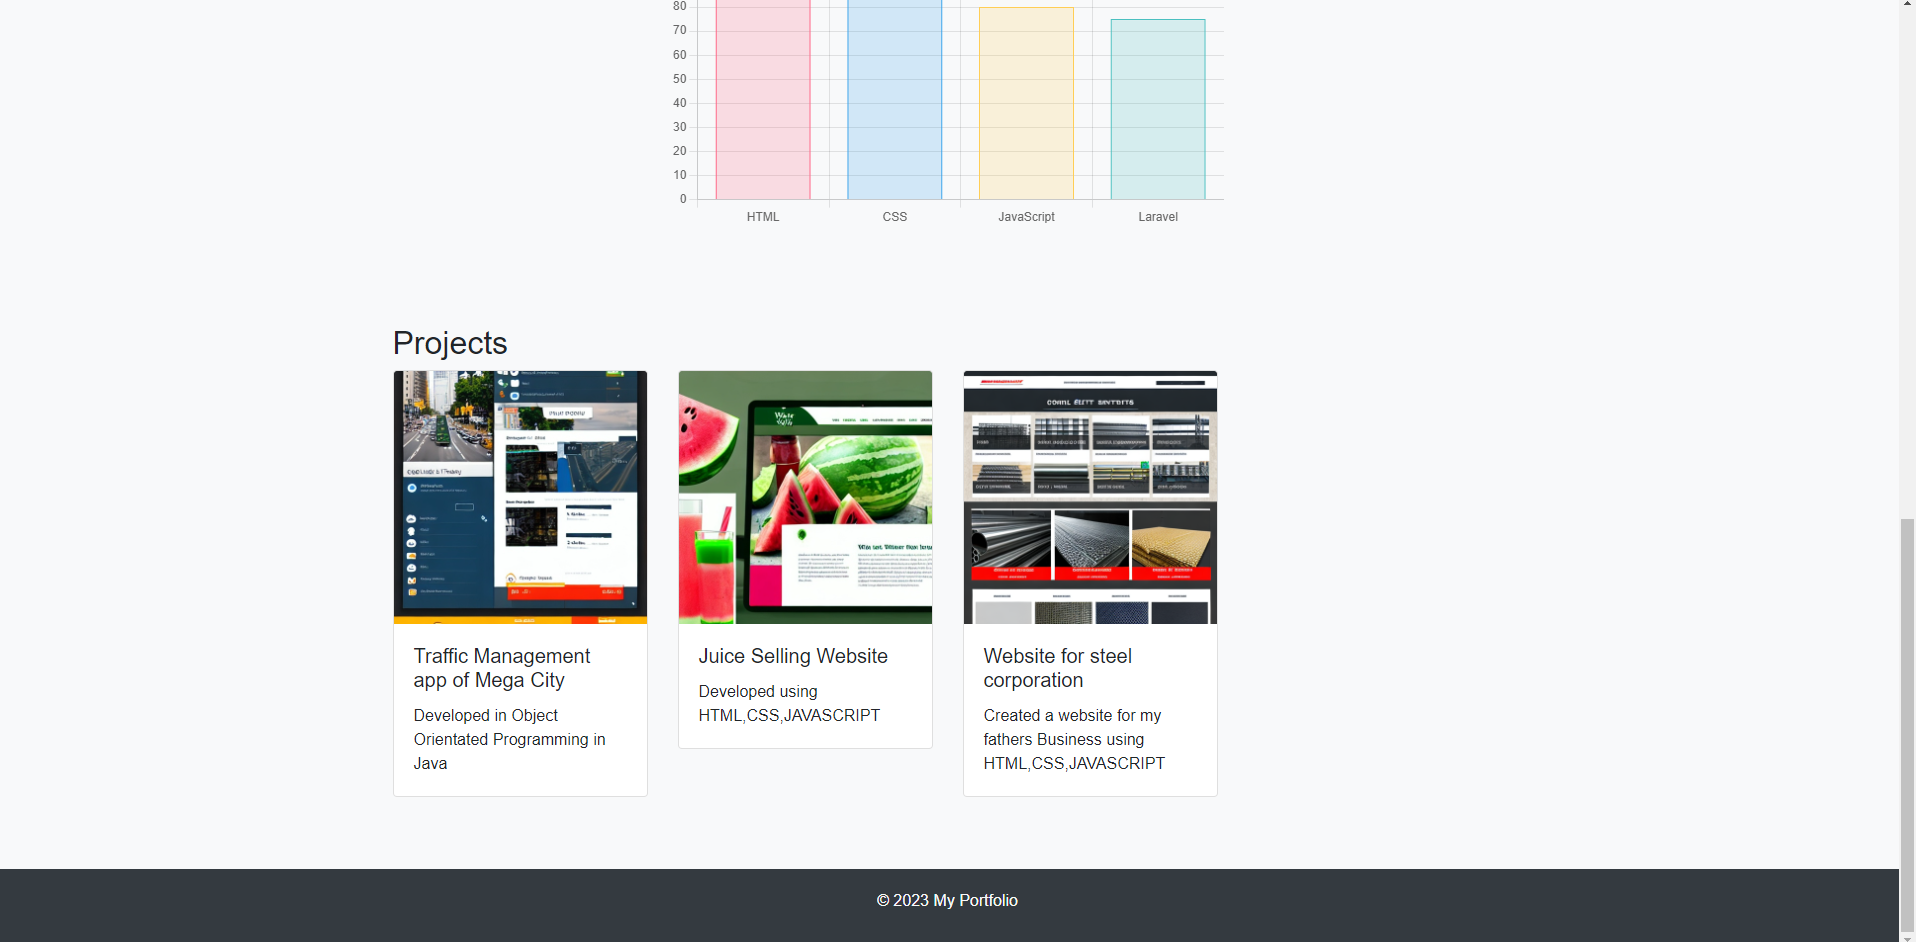 80
70
60
50
40
30
20
10
0
HTML CSS JavaScript Laravel
Projects
Traffic Management
app of Mega City
Developed in Object
Orientated Programming in
Java
Juice Selling Website
Developed using
HTML,CSS,JAVASCRIPT
Website for steel
corporation
Created a website for my
fathers Business using
HTML,CSS,JAVASCRIPT
© 2023 My Portfolio